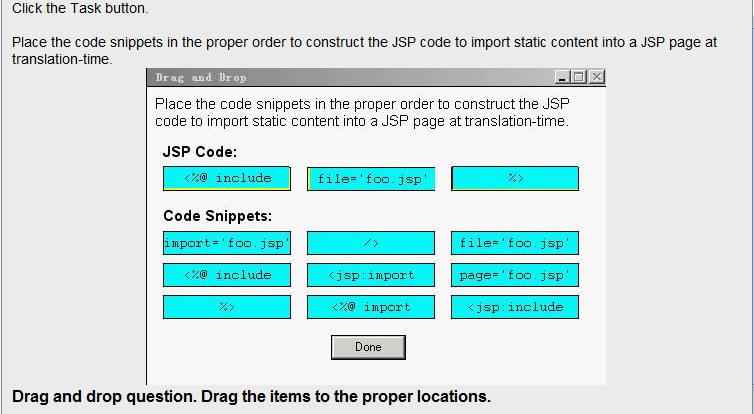 Click the Task button.
Place the code snippets in the proper order to construct the JSP code to import static content into a JSP page at
translation-time.
Drag and Drop
Place the code snippets in the proper order to construct the JSP
code to import static content into a JSP page at translation-time.
JSP Code:
<%@ include file='foo.jsp' %>
Code Snippets:
import='foo.jsp' /> file='foo.jsp'
<%@ include <jsp:import page='foo.jsp'
%> <%@ import <jsp:include
Done
Drag and drop question. Drag the items to the proper locations.